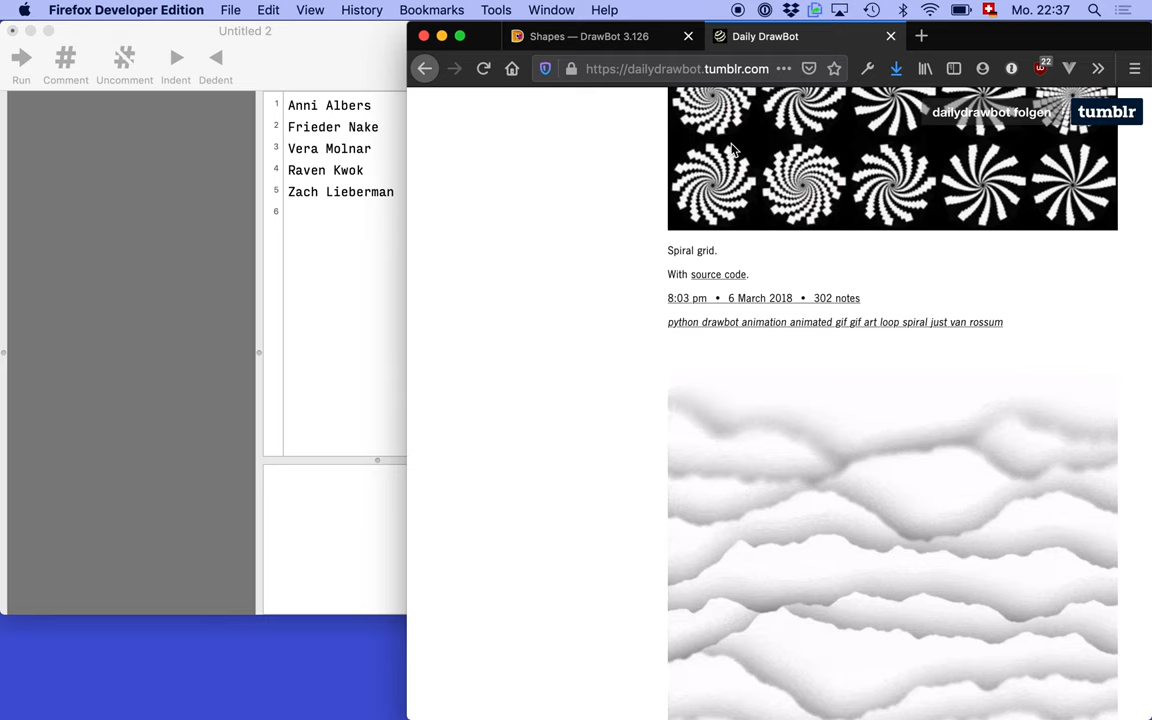 Firefox Developer Edition File Edit View History Bookmarks Tools Window Help Mo. 22:37
Untitled 2
Run Comment Uncomment Indent Dedent
1 Anni Albers
2 Frieder Nake
3 Vera Molnar
4 Raven Kwok
5 Zach Lieberman
6
Shapes — DrawBot 3.126
Daily DrawBot
https://dailydrawbot.tumblr.com
22
dailydrawbot folgen tumblr
Spiral grid.
With source code.
8:03 pm • 6 March 2018 • 302 notes
python drawbot animation animated gif gif art loop spiral just van rossum